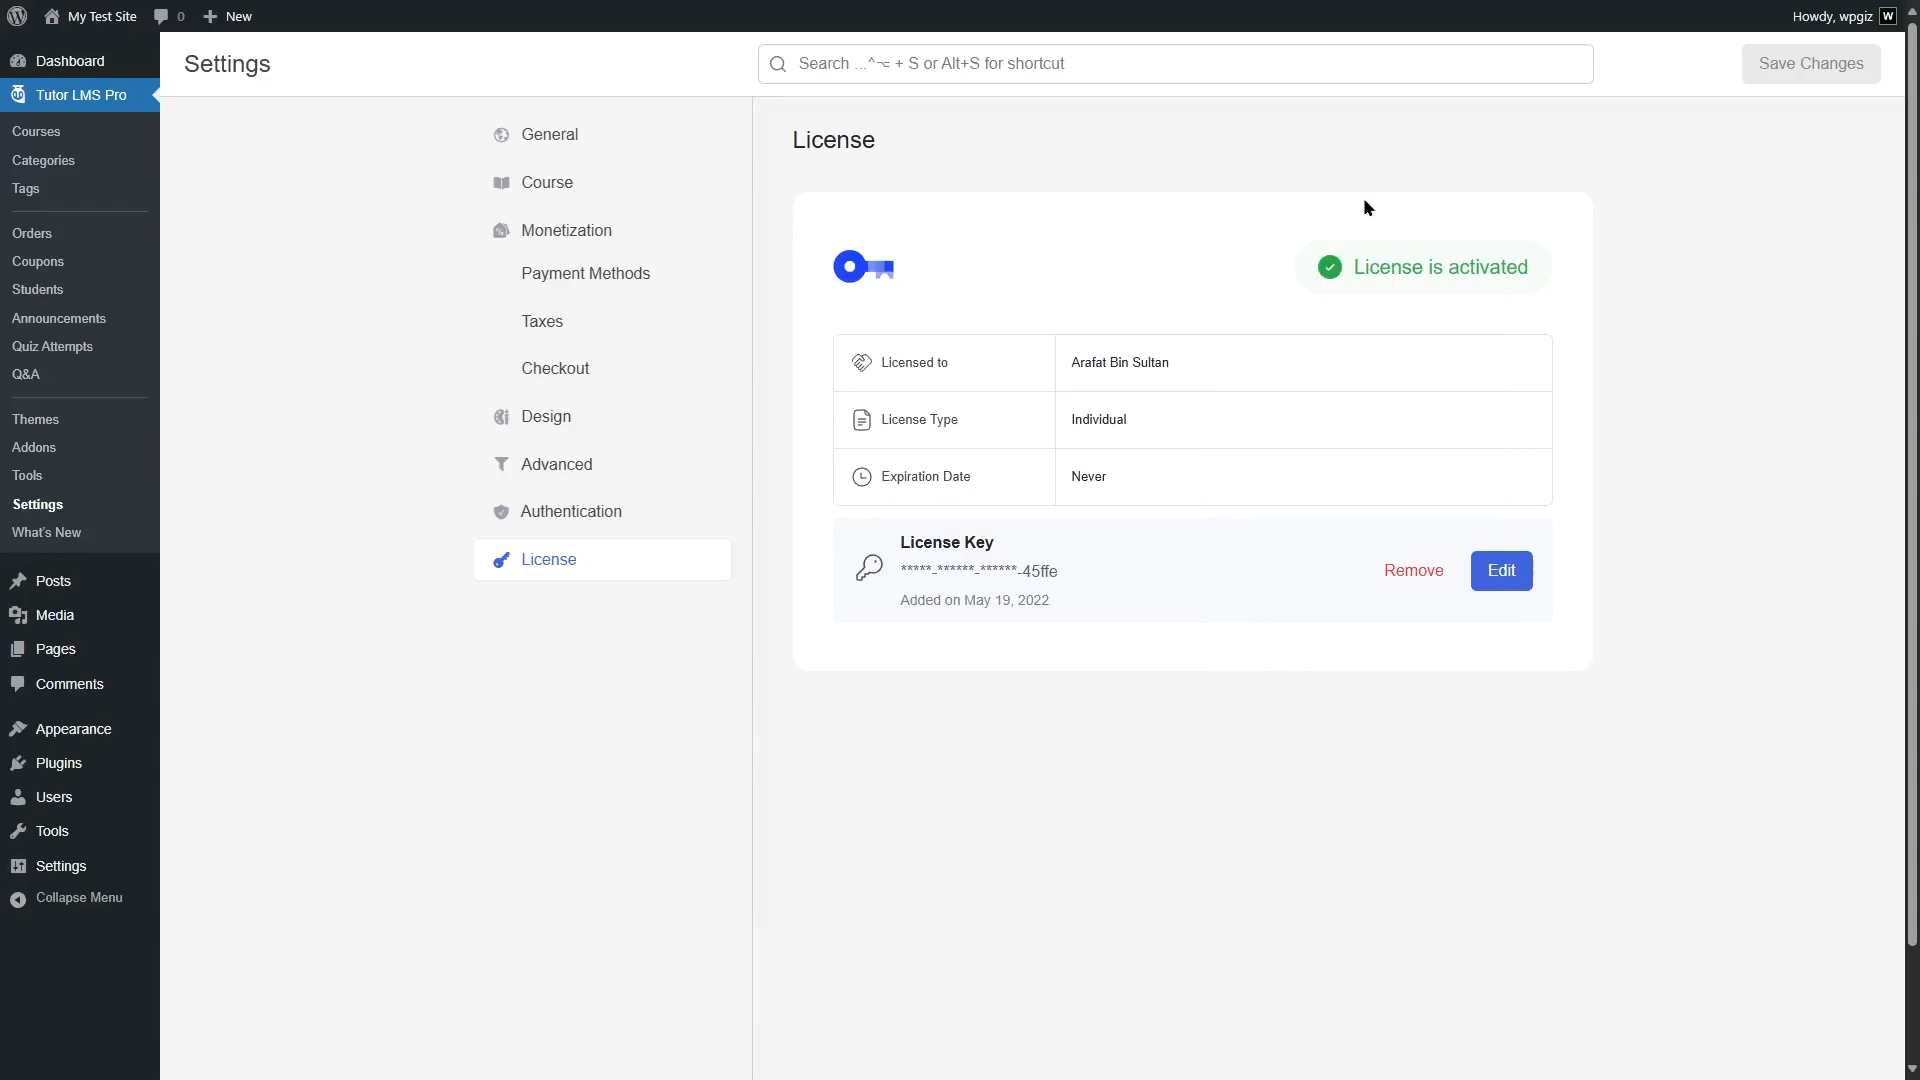 My Test Site
0
New
Howdy, wpgiz
W
Dashboard
Tutor LMS Pro
Courses
Categories
Tags
Orders
Coupons
Students
Announcements
Quiz Attempts
Q&A
Themes
Addons
Tools
Settings
What's New
Posts
Media
Pages
Comments
Appearance
Plugins
Users
Tools
Settings
Collapse Menu
Settings
Search ...^⌥ + S or Alt+S for shortcut
Save Changes
General
Course
Monetization
Payment Methods
Taxes
Checkout
Design
Advanced
Authentication
License
License
License is activated
Licensed to
Arafat Bin Sultan
License Type
Individual
Expiration Date
Never
License Key
*****-******-******-45ffe
Added on May 19, 2022
Remove
Edit